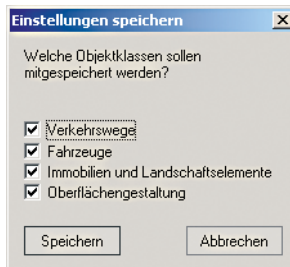 Einstellungen speichern
Welche Objektklassen sollen
mitgespeichert werden?
Verkehrswege
Fahrzeuge
Immobilien und Landschaftselemente
Oberflächengestaltung
Speichern
Abbrechen